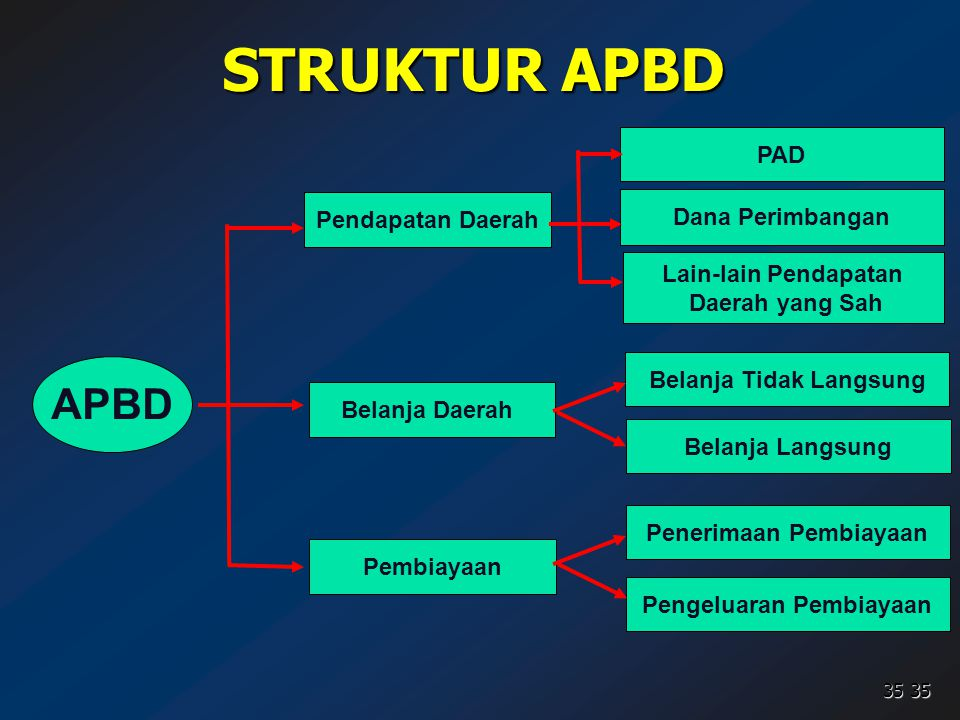 STRUKTUR APBD
APBD
Pendapatan Daerah
PAD
Dana Perimbangan
Lain-lain Pendapatan
Daerah yang Sah
Belanja Daerah
Belanja Tidak Langsung
Belanja Langsung
Pembiayaan
Penerimaan Pembiayaan
Pengeluaran Pembiayaan
35 35